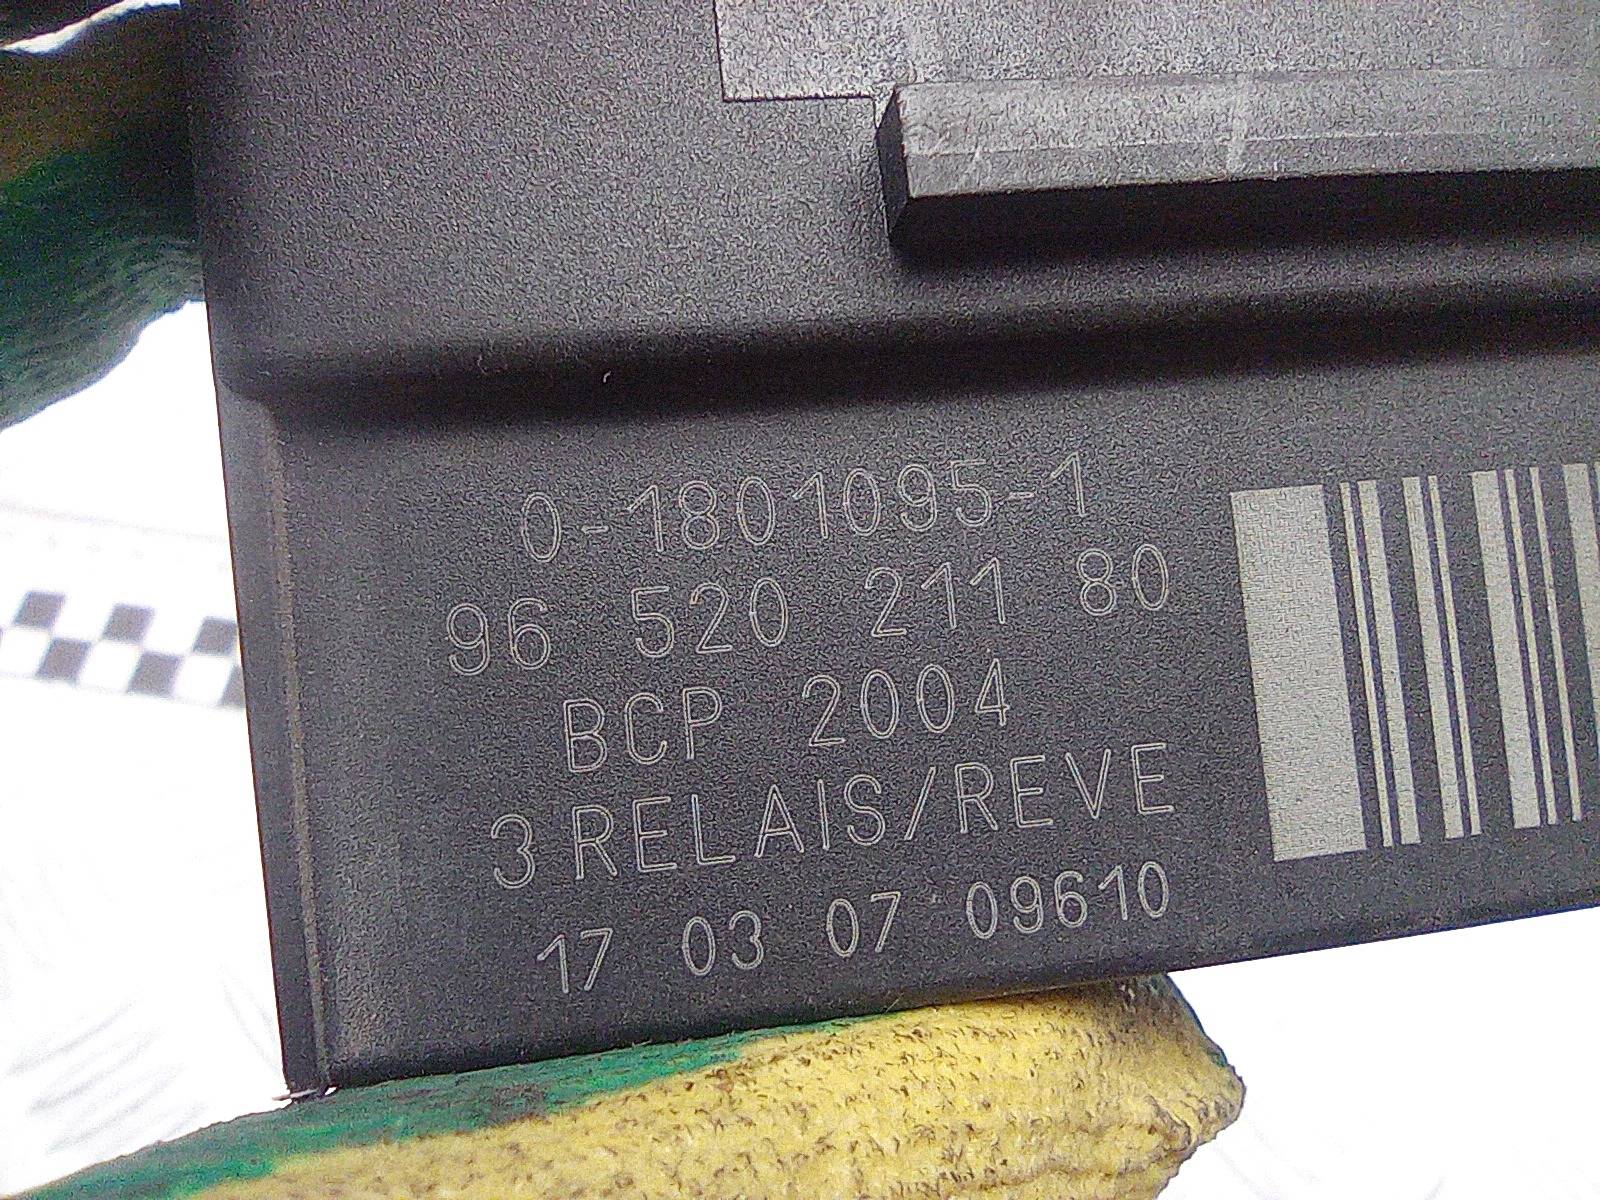 0-1801095-1
96 520 211 80
BCP 2004
3 RELAIS/REVE
17 03 07 09610